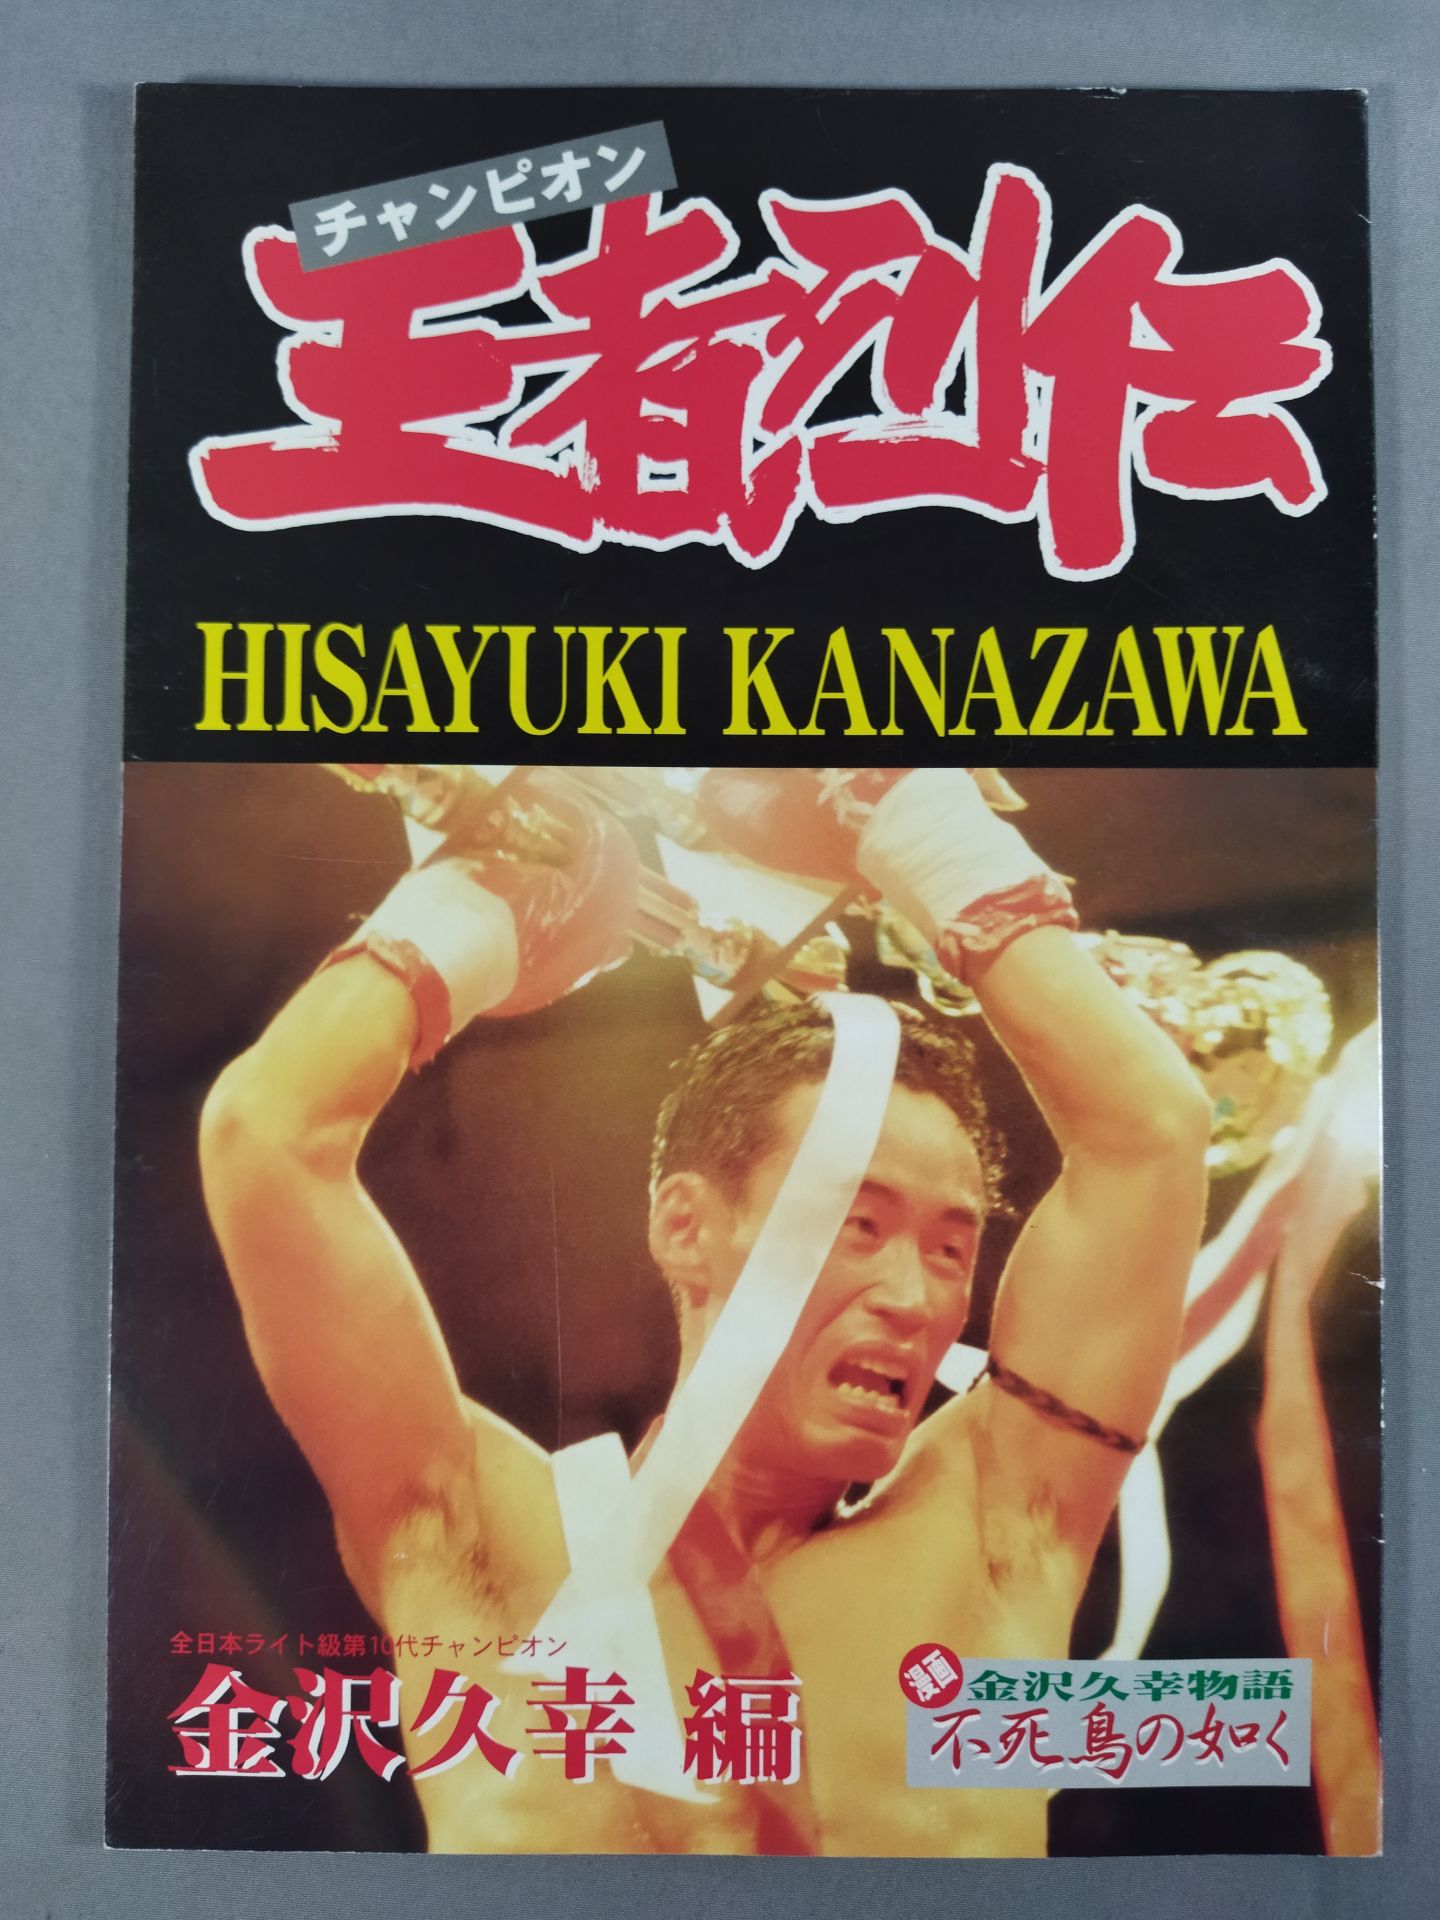 チャンピオン
王者列伝
HISAYUKI KANAZAWA
全日本ライト級第10代チャンピオン
金沢久幸 編
漫画
金沢久幸物語
不死鳥の如く